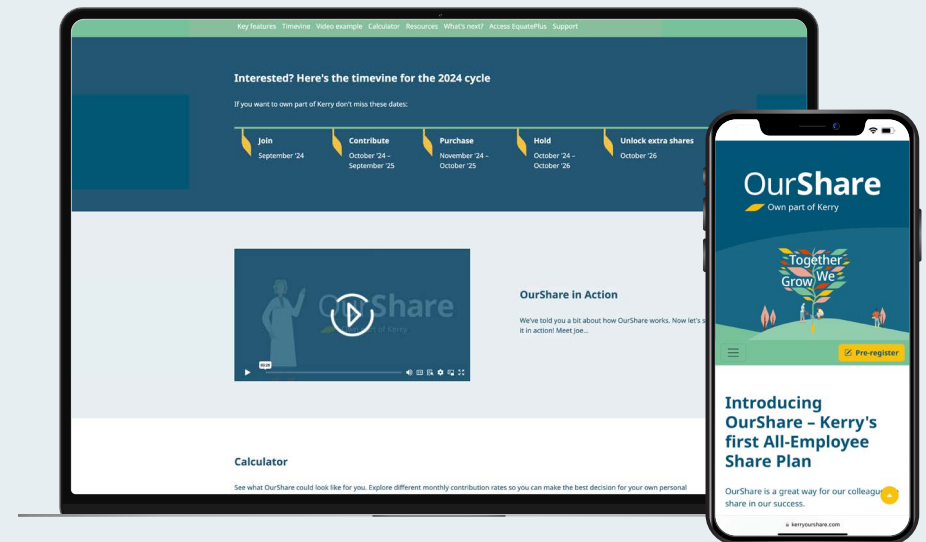 Key features Timevine Video example Calculator Resources What's next? Access EquatePlus Support
Interested? Here's the timevine for the 2024 cycle
If you want to own part of Kerry don't miss these dates:
Join
September '24
Contribute
October '24 –
September '25
Purchase
November '24 –
October '25
Hold
October '24 –
October '26
Unlock extra shares
October '26
OurShare
Part of Kerry
OurShare in Action
We've told you a bit about how OurShare works. Now let's s
it in action! Meet Joe...
Calculator
See what OurShare could look like for you. Explore different monthly contribution rates so you can make the best decision for your own personal
OurShare
Own part of Kerry
Together
We
Grow
Pre-register
Introducing
OurShare – Kerry's
first All-Employee
Share Plan
OurShare is a great way for our colleagu
share in our success.
kerryourshare.com